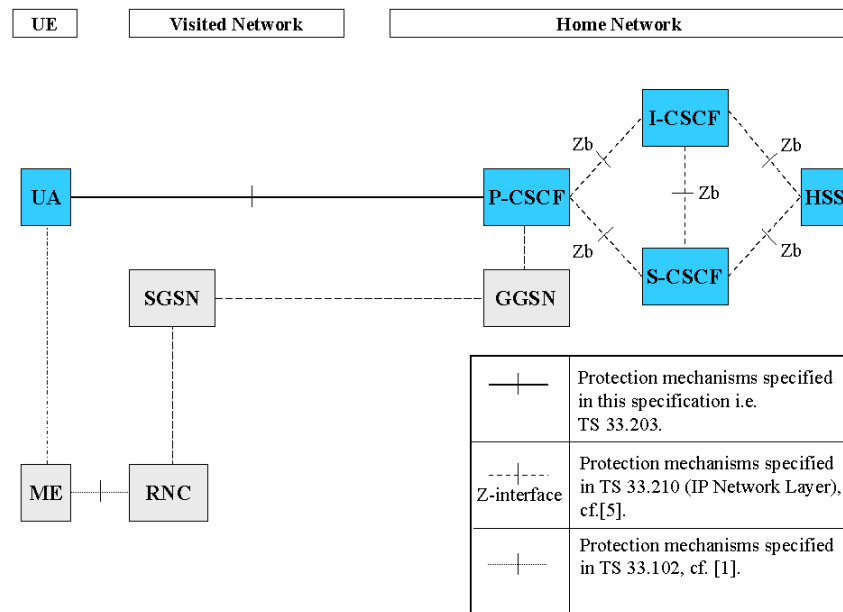 UE
Visited Network
Home Network
I-CSCF
Zb
Zb
UA
P-CSCF
Zb
HSS
Zb
Zb
S-CSCF
SGSN
GGSN
Protection mechanisms specified
in this specification i.e.
TS 33.203.
ME
RNC
Z-interface
Protection mechanisms specified
in TS 33.210 (IP Network Layer),
cf.[5].
Protection mechanisms specified
in TS 33.102, cf. [1].